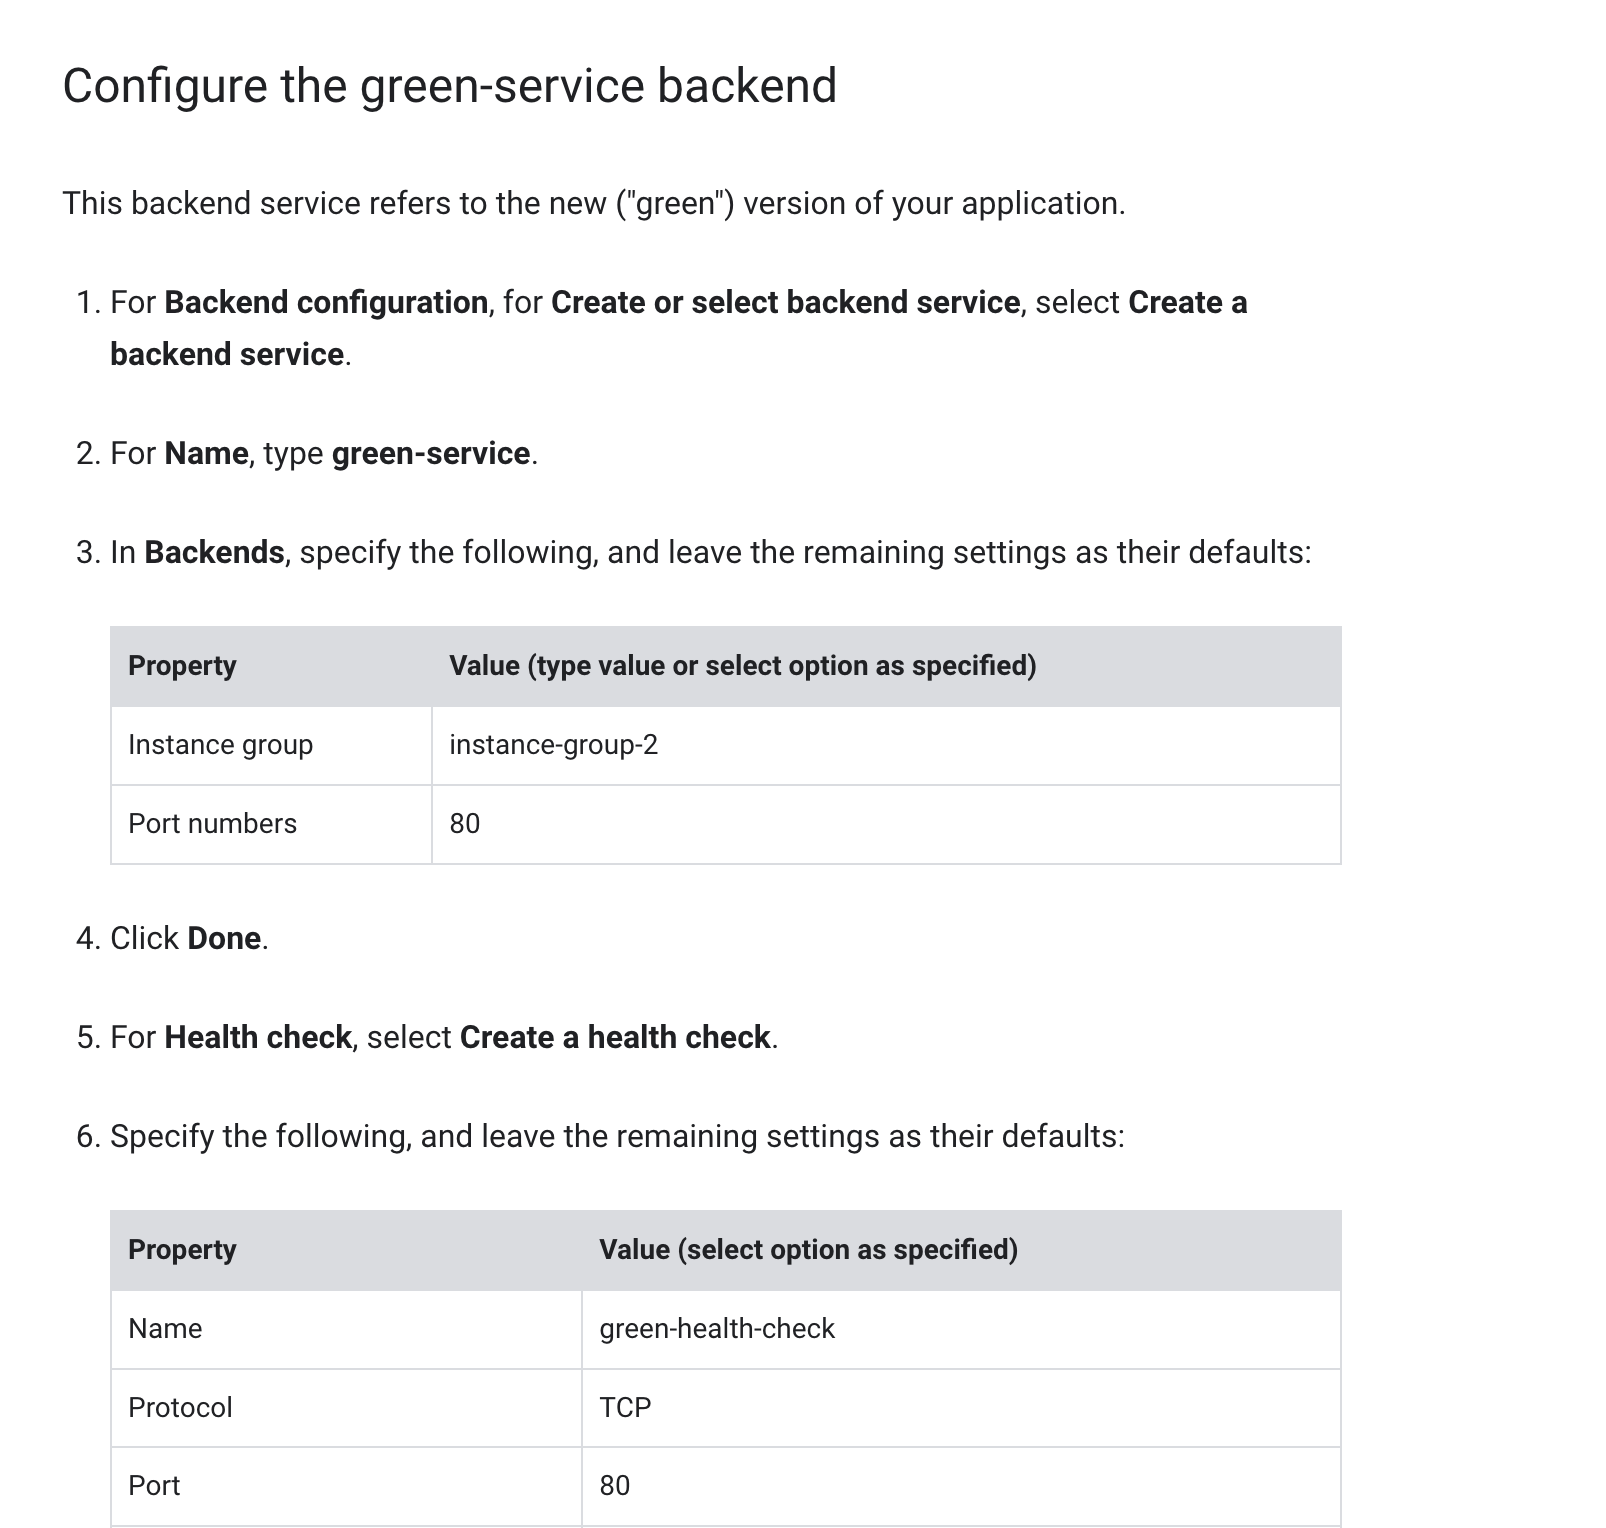 Configure the green-service backend
This backend service refers to the new ("green") version of your application.
1. For Backend configuration, for Create or select backend service, select Create a
backend service.
2. For Name, type green-service.
3. In Backends, specify the following, and leave the remaining settings as their defaults:
Property Value (type value or select option as specified)
Instance group instance-group-2
Port numbers 80
4. Click Done.
5. For Health check, select Create a health check.
6. Specify the following, and leave the remaining settings as their defaults:
Property Value (select option as specified)
Name green-health-check
Protocol TCP
Port 80